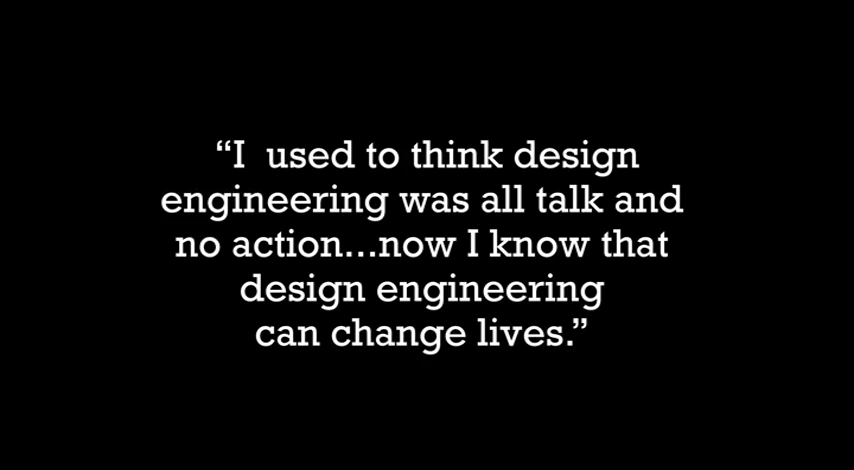 “I  used to think design
engineering was all talk and
no action...now I know that
design engineering
can change lives.”